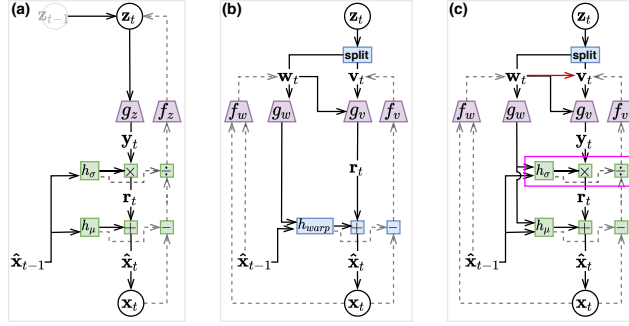 (a)
z_{t-1}
z_t
g_z
f_z
y_t
h_σ
×
÷
r_t
h_μ
+
−
x̂_{t-1}
x̂_t
x_t
(b)
z_t
split
w_t
v_t
f_w
g_w
g_v
f_v
r_t
h_{warp}
+
−
x̂_{t-1}
x̂_t
x_t
(c)
z_t
split
w_t
v_t
f_w
g_w
g_v
f_v
y_t
h_σ
×
÷
r_t
h_μ
+
−
x̂_{t-1}
x̂_t
x_t